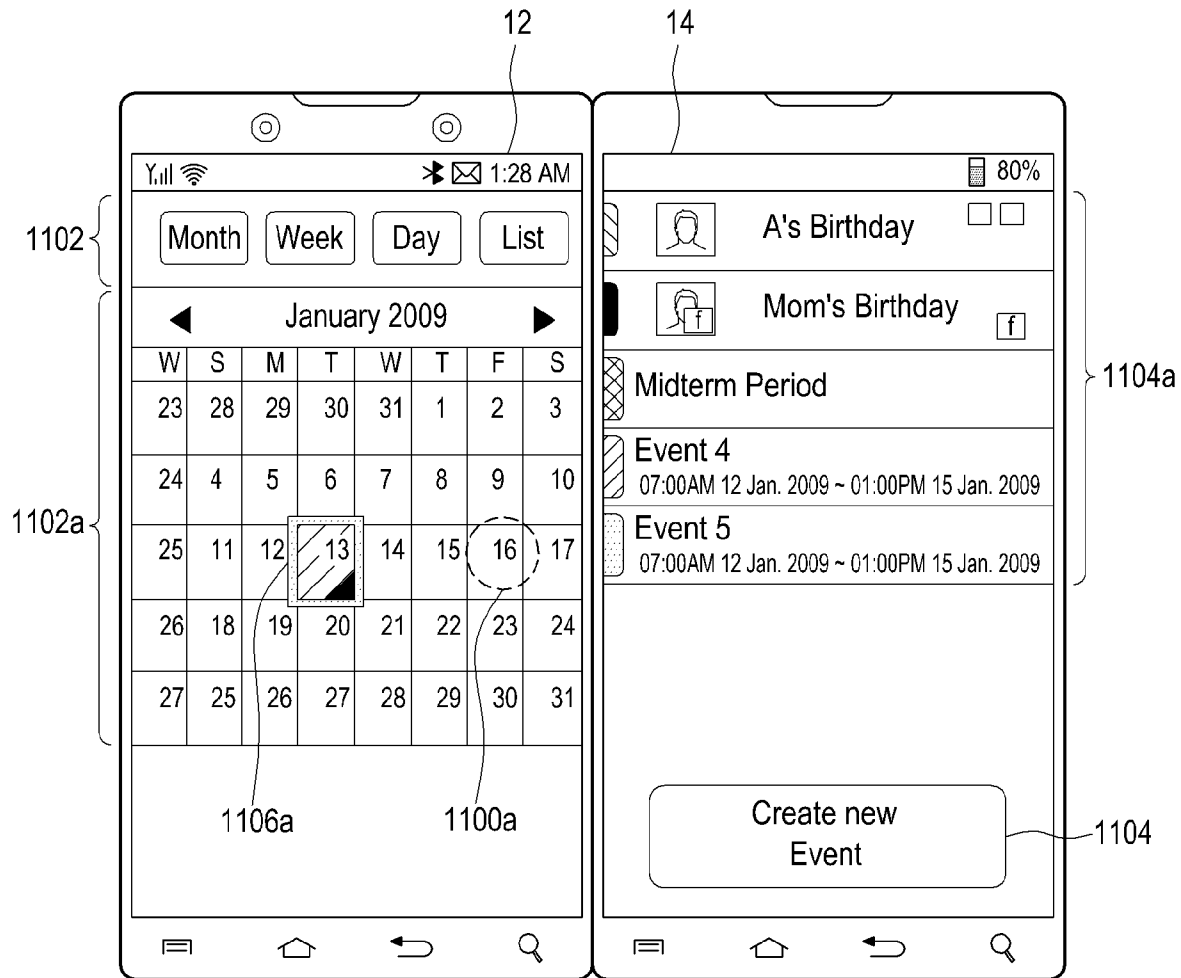 12
14
1:28 AM
80%
1102
Month Week Day List
A's Birthday
January 2009
f Mom's Birthday f
1104a
W S M T W T F S
Midterm Period
23 28 29 30 31 1 2 3
Event 4
24 4 5 6 7 8 9 10
07:00AM 12 Jan. 2009 ~ 01:00PM 15 Jan. 2009
1102a
Event 5
25 11 12 13 14 15 16 17
07:00AM 12 Jan. 2009 ~ 01:00PM 15 Jan. 2009
26 18 19 20 21 22 23 24
27 25 26 27 28 29 30 31
1106a
1100a
Create new
Event
1104